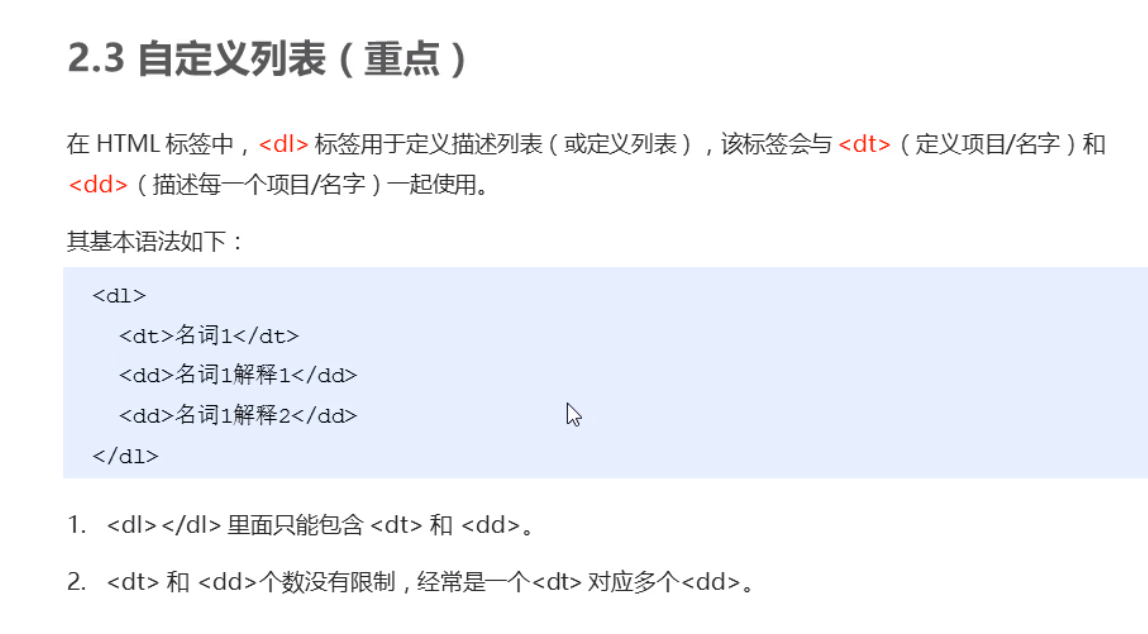 2.3 自定义列表（重点）
在 HTML 标签中，<dl> 标签用于定义描述列表（或定义列表），该标签会与 <dt>（定义项目/名字）和
<dd>（描述每一个项目/名字）一起使用。
其基本语法如下：
<dl>
<dt>名词1</dt>
<dd>名词1解释1</dd>
<dd>名词1解释2</dd>
</dl>
1. <dl></dl> 里面只能包含 <dt> 和 <dd>。
2. <dt> 和 <dd>个数没有限制，经常是一个<dt> 对应多个<dd>。